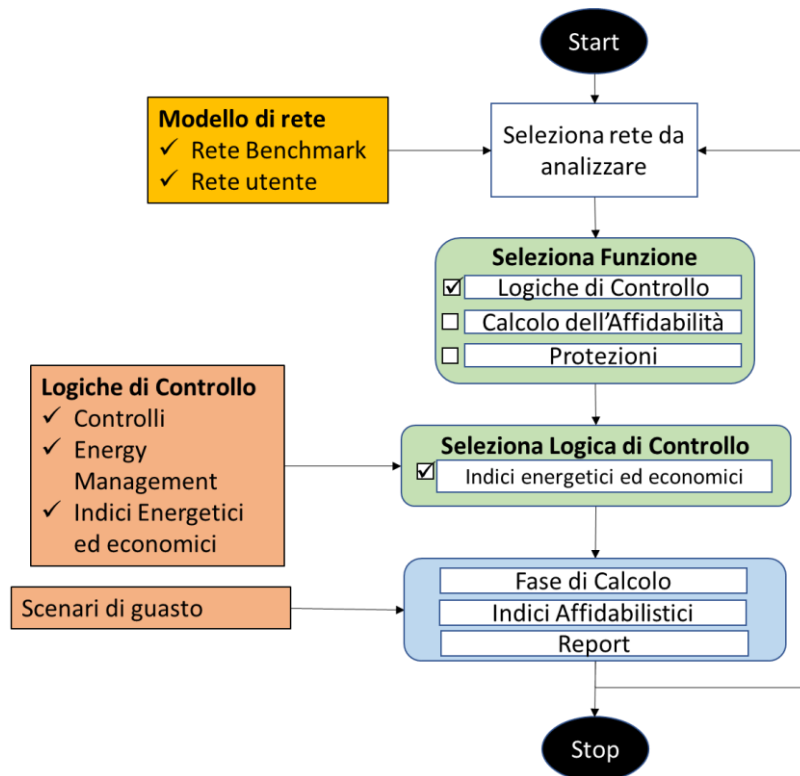 Start
Modello di rete
✓ Rete Benchmark
✓ Rete utente
Seleziona rete da
analizzare
Seleziona Funzione
☑ Logiche di Controllo
☐ Calcolo dell'Affidabilità
☐ Protezioni
Logiche di Controllo
✓ Controlli
✓ Energy
Management
✓ Indici Energetici
ed economici
Seleziona Logica di Controllo
☑ Indici energetici ed economici
Scenari di guasto
Fase di Calcolo
Indici Affidabilistici
Report
Stop